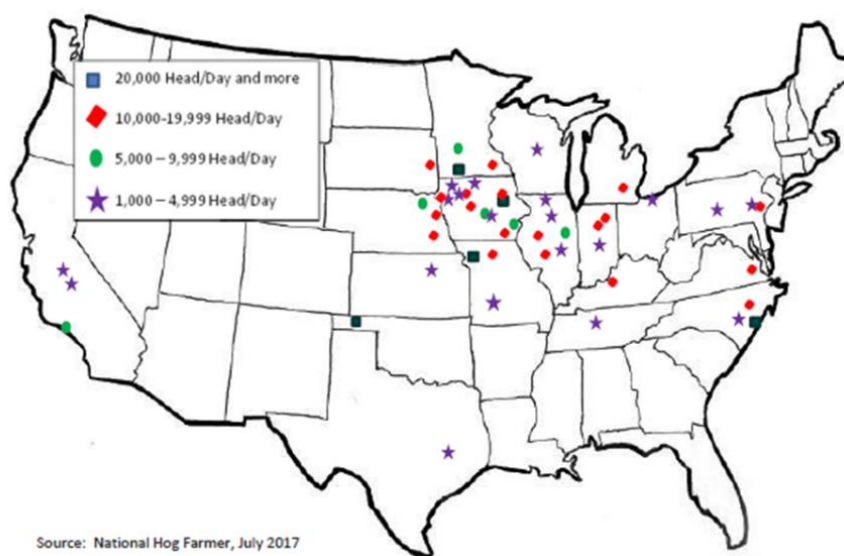 20,000 Head/Day and more
10,000-19,999 Head/Day
5,000 – 9,999 Head/Day
1,000 – 4,999 Head/Day
Source: National Hog Farmer, July 2017